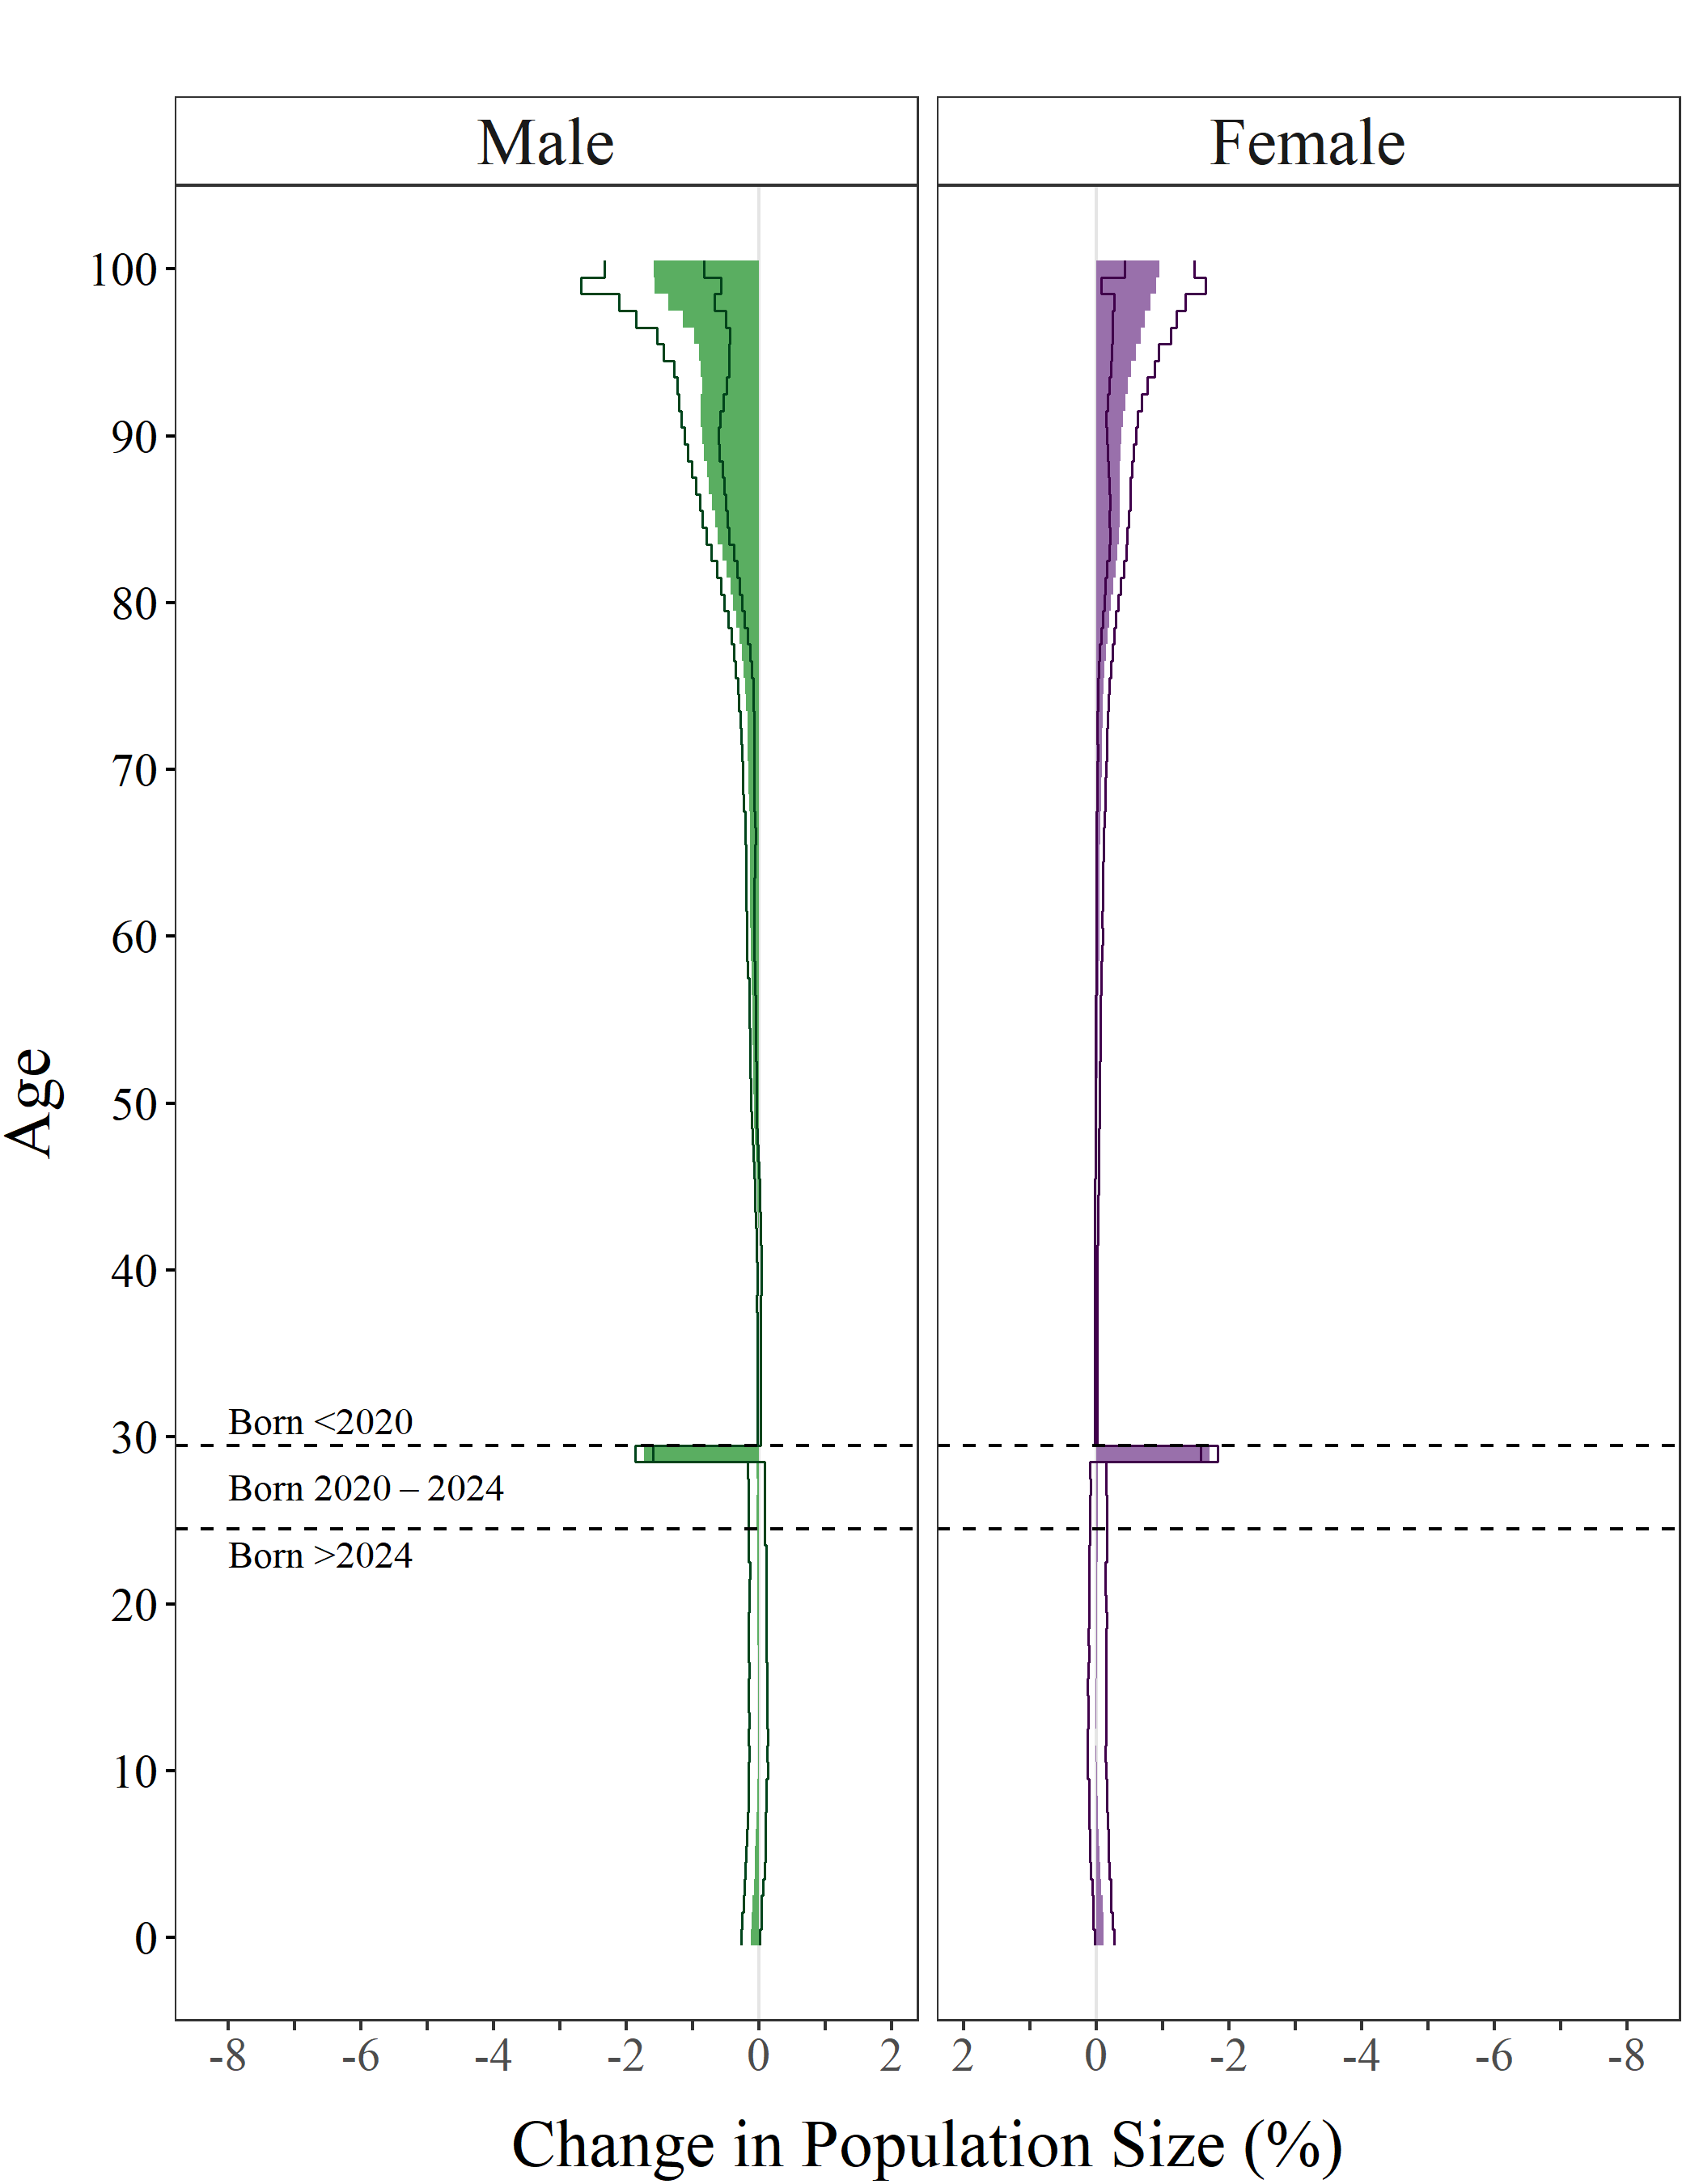 Male Female
100
90
80
70
60
50
40
30
20
10
0
Age
Born <2020
Born 2020 – 2024
Born >2024
-8 -6 -4 -2 0 2 2 0 -2 -4 -6 -8
Change in Population Size (%)